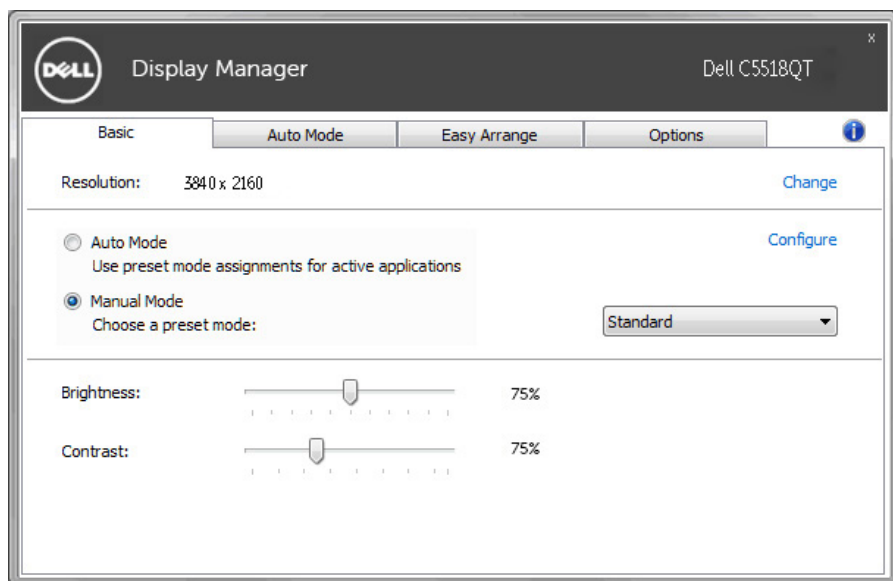 x
DELL Display Manager Dell C5518QT
Basic Auto Mode Easy Arrange Options i
Resolution: 3840 x 2160 Change
Auto Mode Configure
Use preset mode assignments for active applications
Manual Mode
Choose a preset mode: Standard
Brightness: 75%
Contrast: 75%